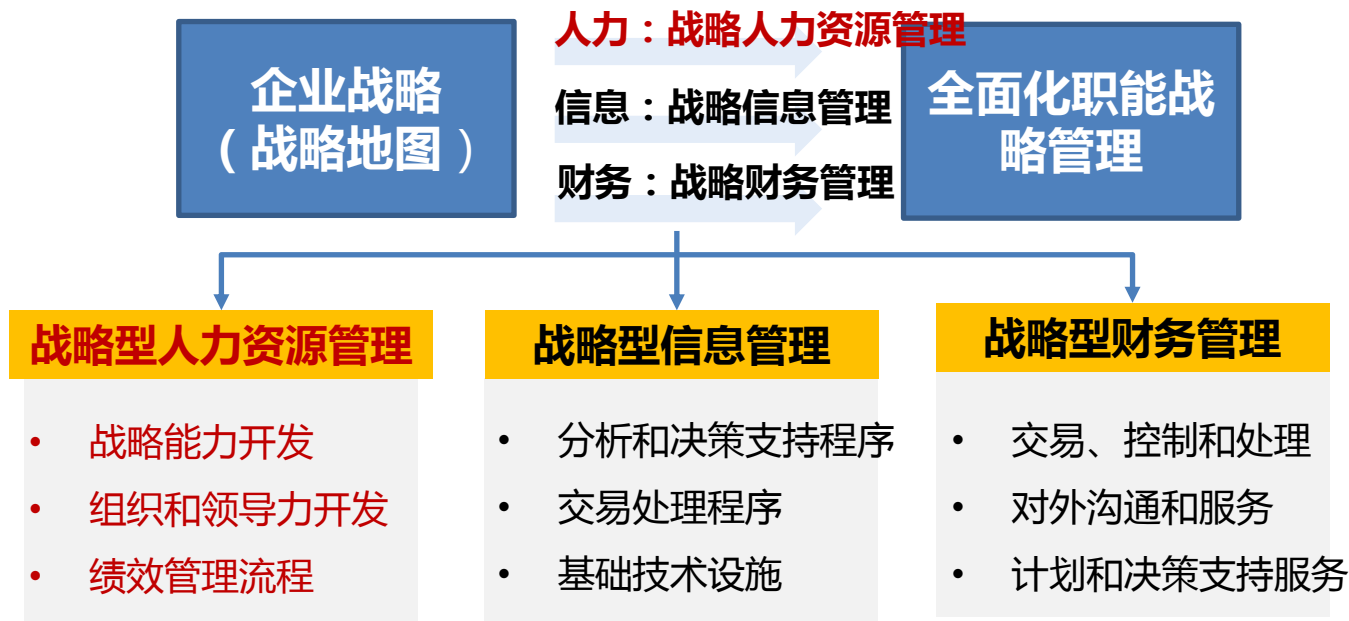 企业战略
（战略地图）
人力：战略人力资源管理
信息：战略信息管理
财务：战略财务管理
全面化职能战
略管理
战略型人力资源管理
• 战略能力开发
• 组织和领导力开发
• 绩效管理流程
战略型信息管理
• 分析和决策支持程序
• 交易处理程序
• 基础技术设施
战略型财务管理
• 交易、控制和处理
• 对外沟通和服务
• 计划和决策支持服务